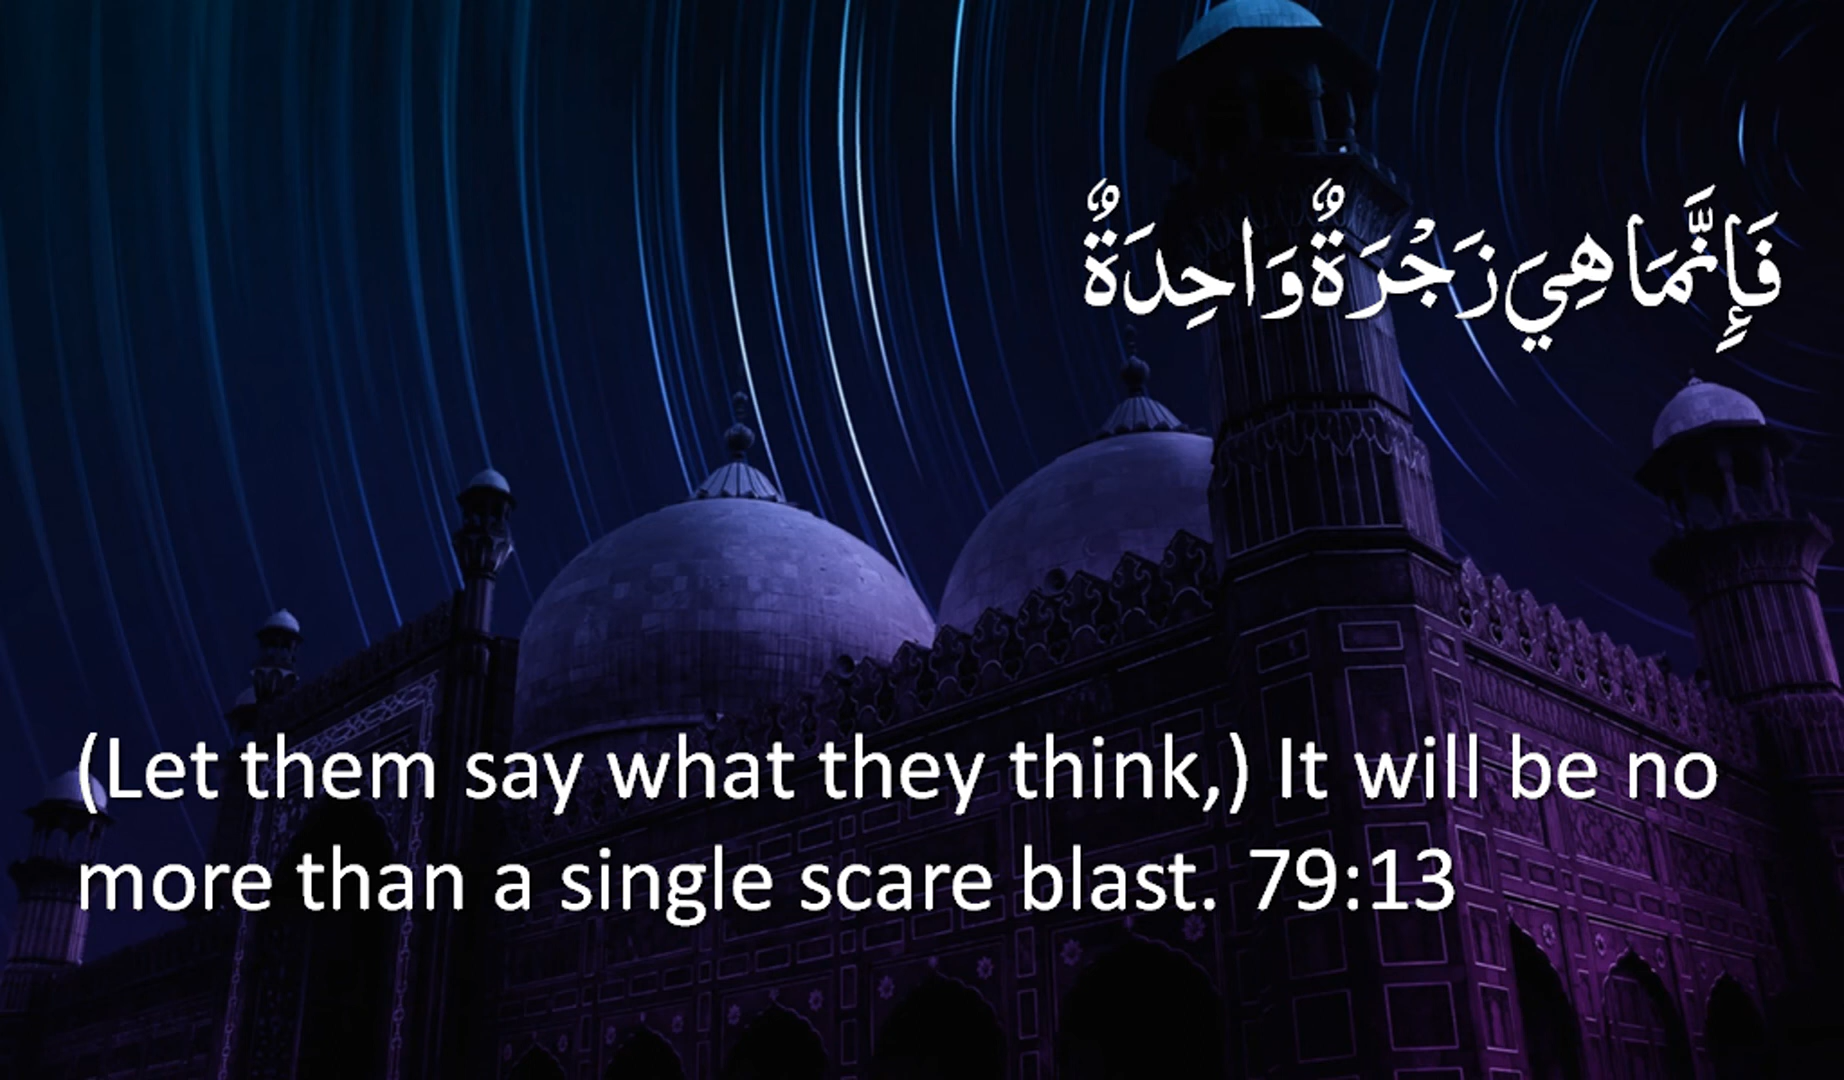 فَإِنَّمَا هِيَ زَجْرَةٌ وَاحِدَةٌ
(Let them say what they think,) It will be no
more than a single scare blast. 79:13